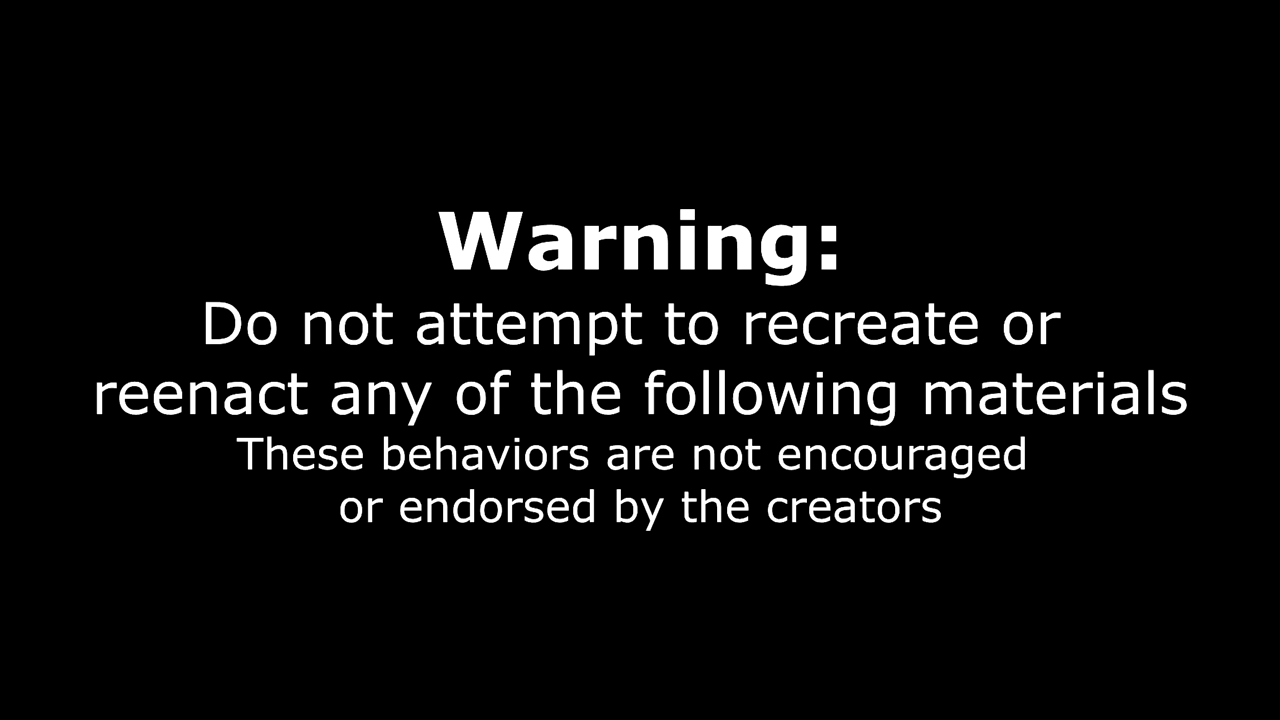 Warning:
Do not attempt to recreate or
reenact any of the following materials
These behaviors are not encouraged
or endorsed by the creators